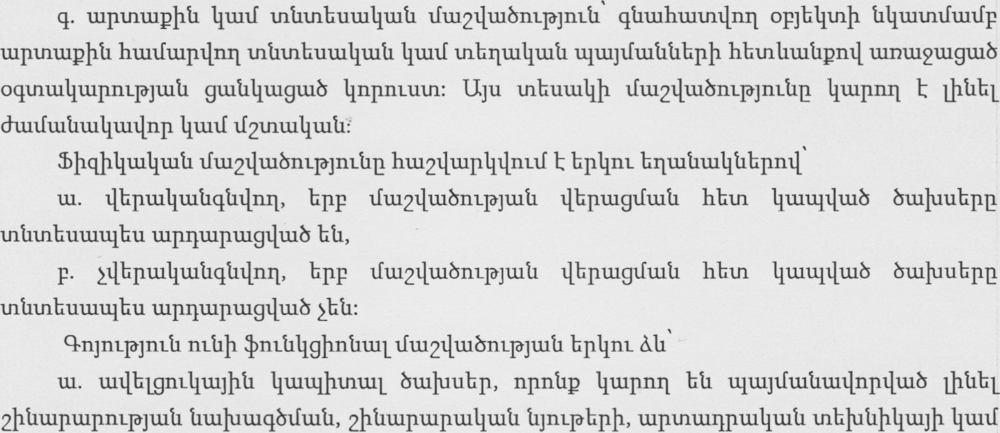 գ. արտաքին կամ տնտեսական մաշվածություն՝ գնահատվող օբյեկտի նկատմամբ
արտաքին համարվող տնտեսական կամ տեղական պայմանների հետևանքով առաջացած
օգտակարության ցանկացած կորուստ: Այս տեսակի մաշվածությունը կարող է լինել
ժամանակավոր կամ մշտական:
Ֆիզիկական մաշվածությունը հաշվարկվում է երկու եղանակներով՝
ա. վերականգնվող, երբ մաշվածության վերացման հետ կապված ծախսերը
տնտեսապես արդարացված են,
բ. չվերականգնվող, երբ մաշվածության վերացման հետ կապված ծախսերը
տնտեսապես արդարացված չեն:
Գոյություն ունի ֆունկցիոնալ մաշվածության երկու ձև՝
ա. ավելցուկային կապիտալ ծախսեր, որոնք կարող են պայմանավորված լինել
շինարարության նախագծման, շինարարական նյութերի, արտադրական տեխնիկայի կամ